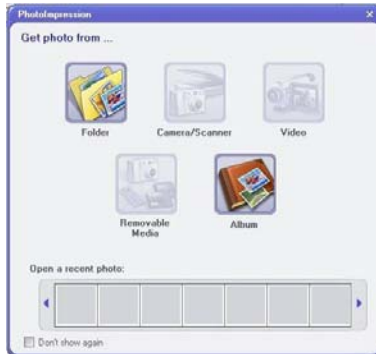 PhotoImpression
Get photo from ...
Folder
Camera/Scanner
Video
Removable
Media
Album
Open a recent photo:
Don't show again